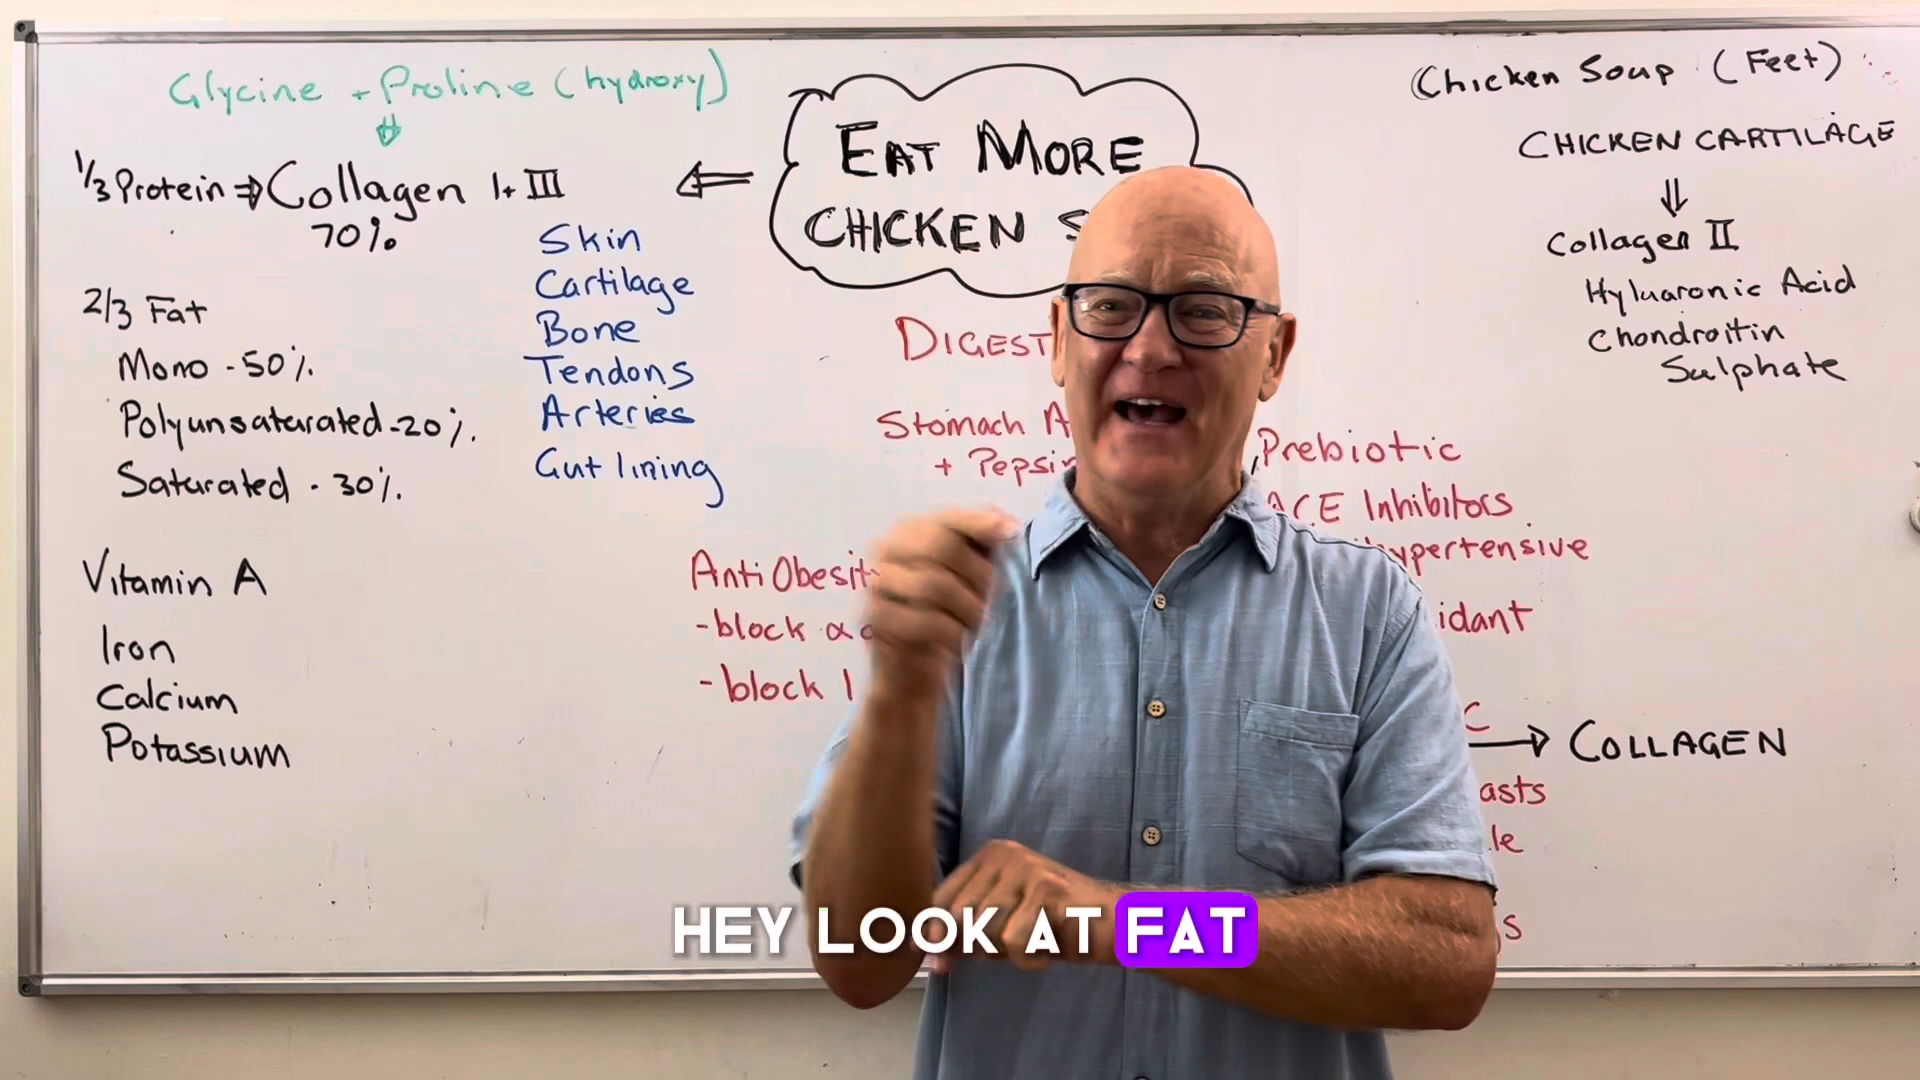 Glycine + Proline (hydroxy)
1/3 Protein ⇒ Collagen I + III
70%
Skin
Cartilage
Bone
Tendons
Arteries
Gut lining
2/3 Fat
Mono - 50%.
Polyunsaturated - 20%.
Saturated - 30%.
Vitamin A
Iron
Calcium
Potassium
EAT MORE
CHICKEN S
DIGEST
Stomach A
+ Pepsin
Anti Obesit
- block α
- block l
Prebiotic
ACE Inhibitors
hypertensive
idant
Chicken Soup (Feet)
CHICKEN CARTILAGE
Collagen II
Hyluaronic Acid
Chondroitin
Sulphate
C
→ COLLAGEN
asts
le
s
HEY LOOK AT FAT